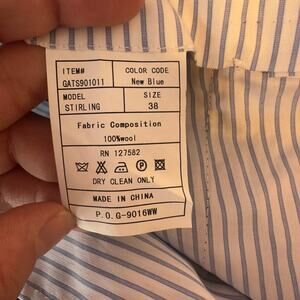 ITEM# COLOR CODE
GATS901011 New Blue
MODEL SIZE
STIRLING 38
Fabric Composition
100%wool
RN 127582
DRY CLEAN ONLY
MADE IN CHINA
P.O.G-9016WW